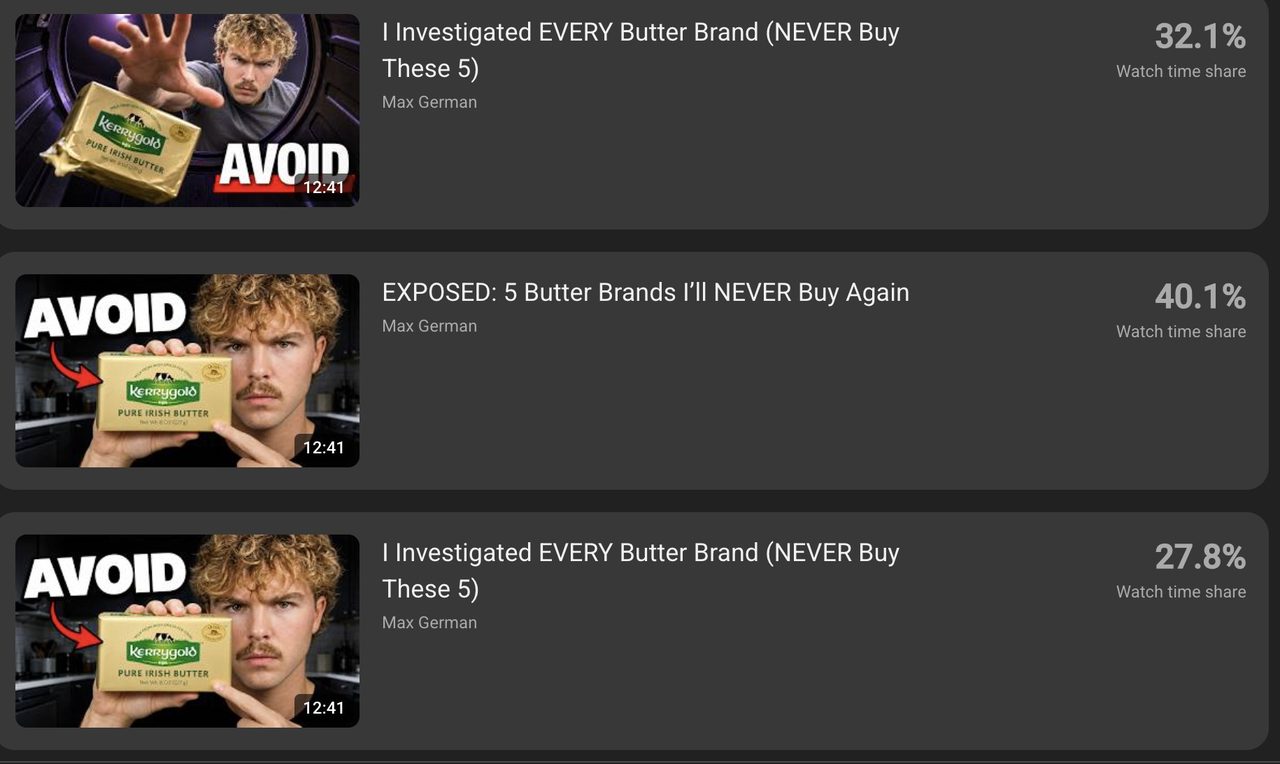 I Investigated EVERY Butter Brand (NEVER Buy
These 5)
Max German
32.1%
Watch time share
Kerrygold
PURE IRISH BUTTER
AVOID
12:41
EXPOSED: 5 Butter Brands I’ll NEVER Buy Again
Max German
40.1%
Watch time share
AVOID
Kerrygold
PURE IRISH BUTTER
12:41
I Investigated EVERY Butter Brand (NEVER Buy
These 5)
Max German
27.8%
Watch time share
AVOID
Kerrygold
PURE IRISH BUTTER
12:41